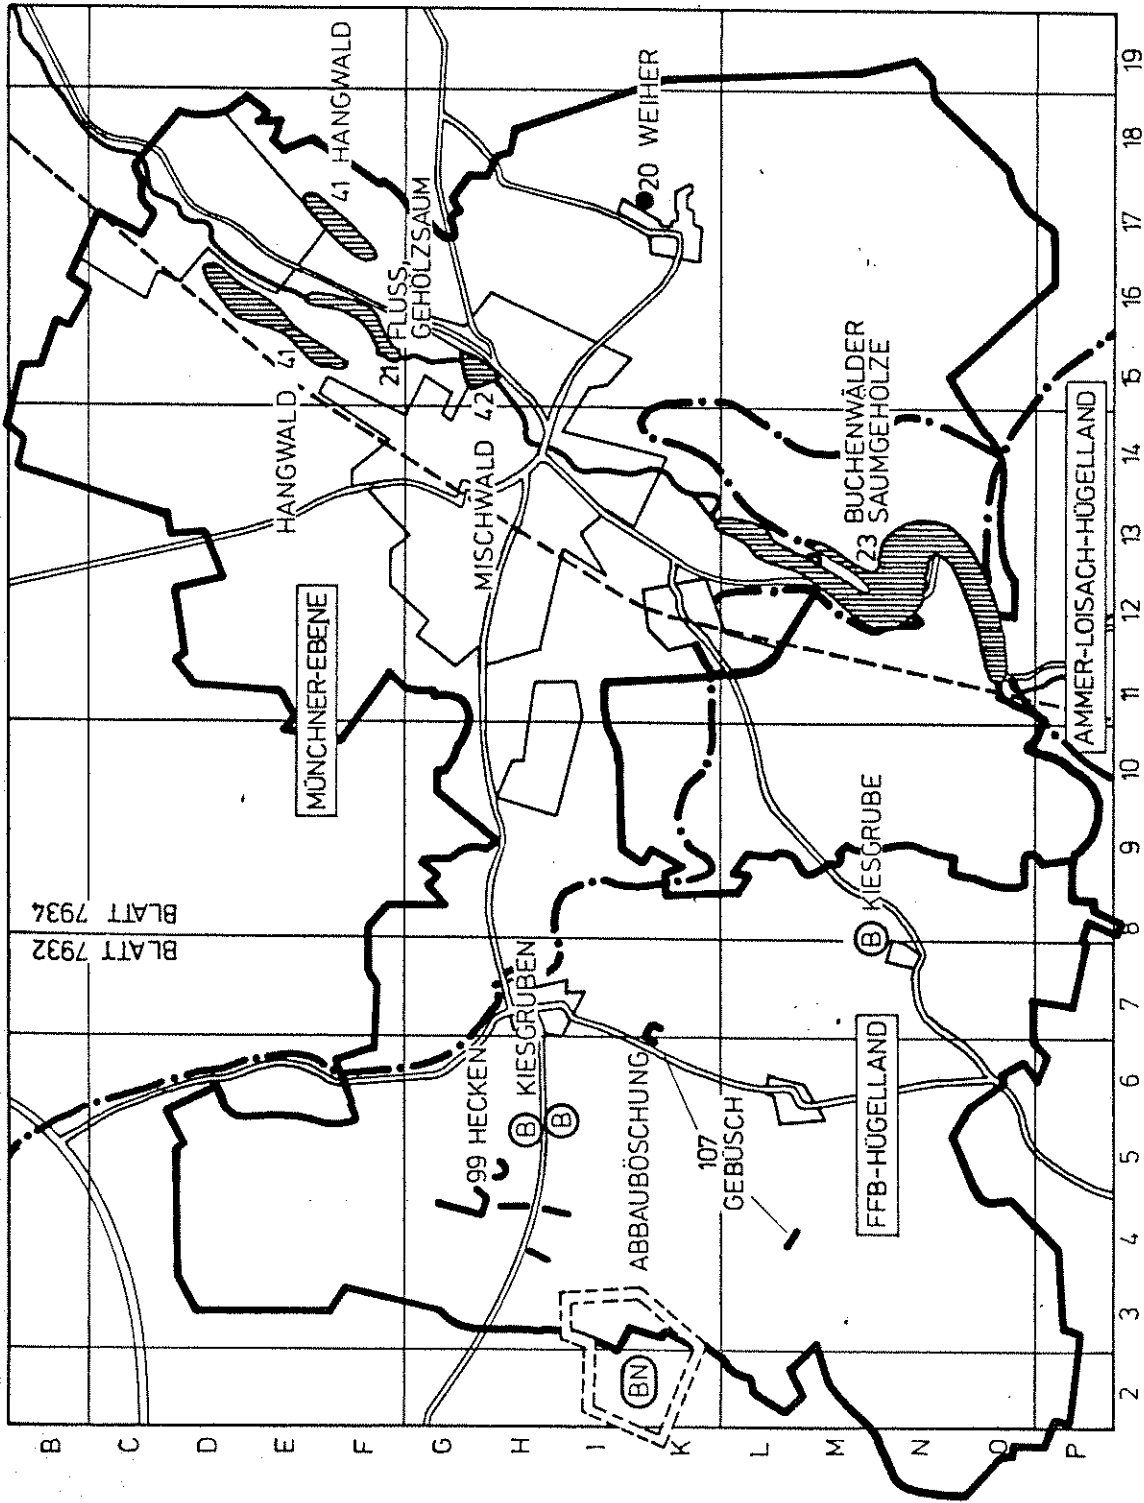 BLATT 7932
BLATT 7934
MÜNCHNER-EBENE
HANGWALD 41
41 HANGWALD
21 FLUSS,
GEHÖLZSAUM
MISCHWALD 42
20 WEIHER
99 HECKEN
B
KIESGRUBEN
B
ABBAUBÖSCHUNG
107
GEBÜSCH
BN
FFB-HÜGELLAND
B KIESGRUBE
BUCHENWÄLDER
SAUMGEHÖLZE
23
AMMER-LOISACH-HÜGELLAND
B
C
D
E
F
G
H
I
K
L
M
N
O
P
2 3 4 5 6 7 8 9 10 11 12 13 14 15 16 17 18 19